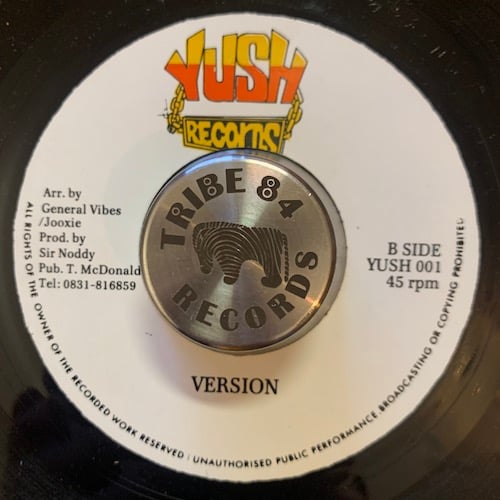 YUSH
RECORDS
TRIBE 84
RECORDS
Arr. by
General Vibes
/Jooxie
Prod. by
Sir Noddy
Pub. T. McDonald
Tel: 0831-816859
B SIDE
YUSH 001
45 rpm
VERSION
ALL RIGHTS OF THE OWNER OF THE RECORDED WORK RESERVED : UNAUTHORISED PUBLIC PERFORMANCE.BROADCASTING OR COPYING PROHIBITED